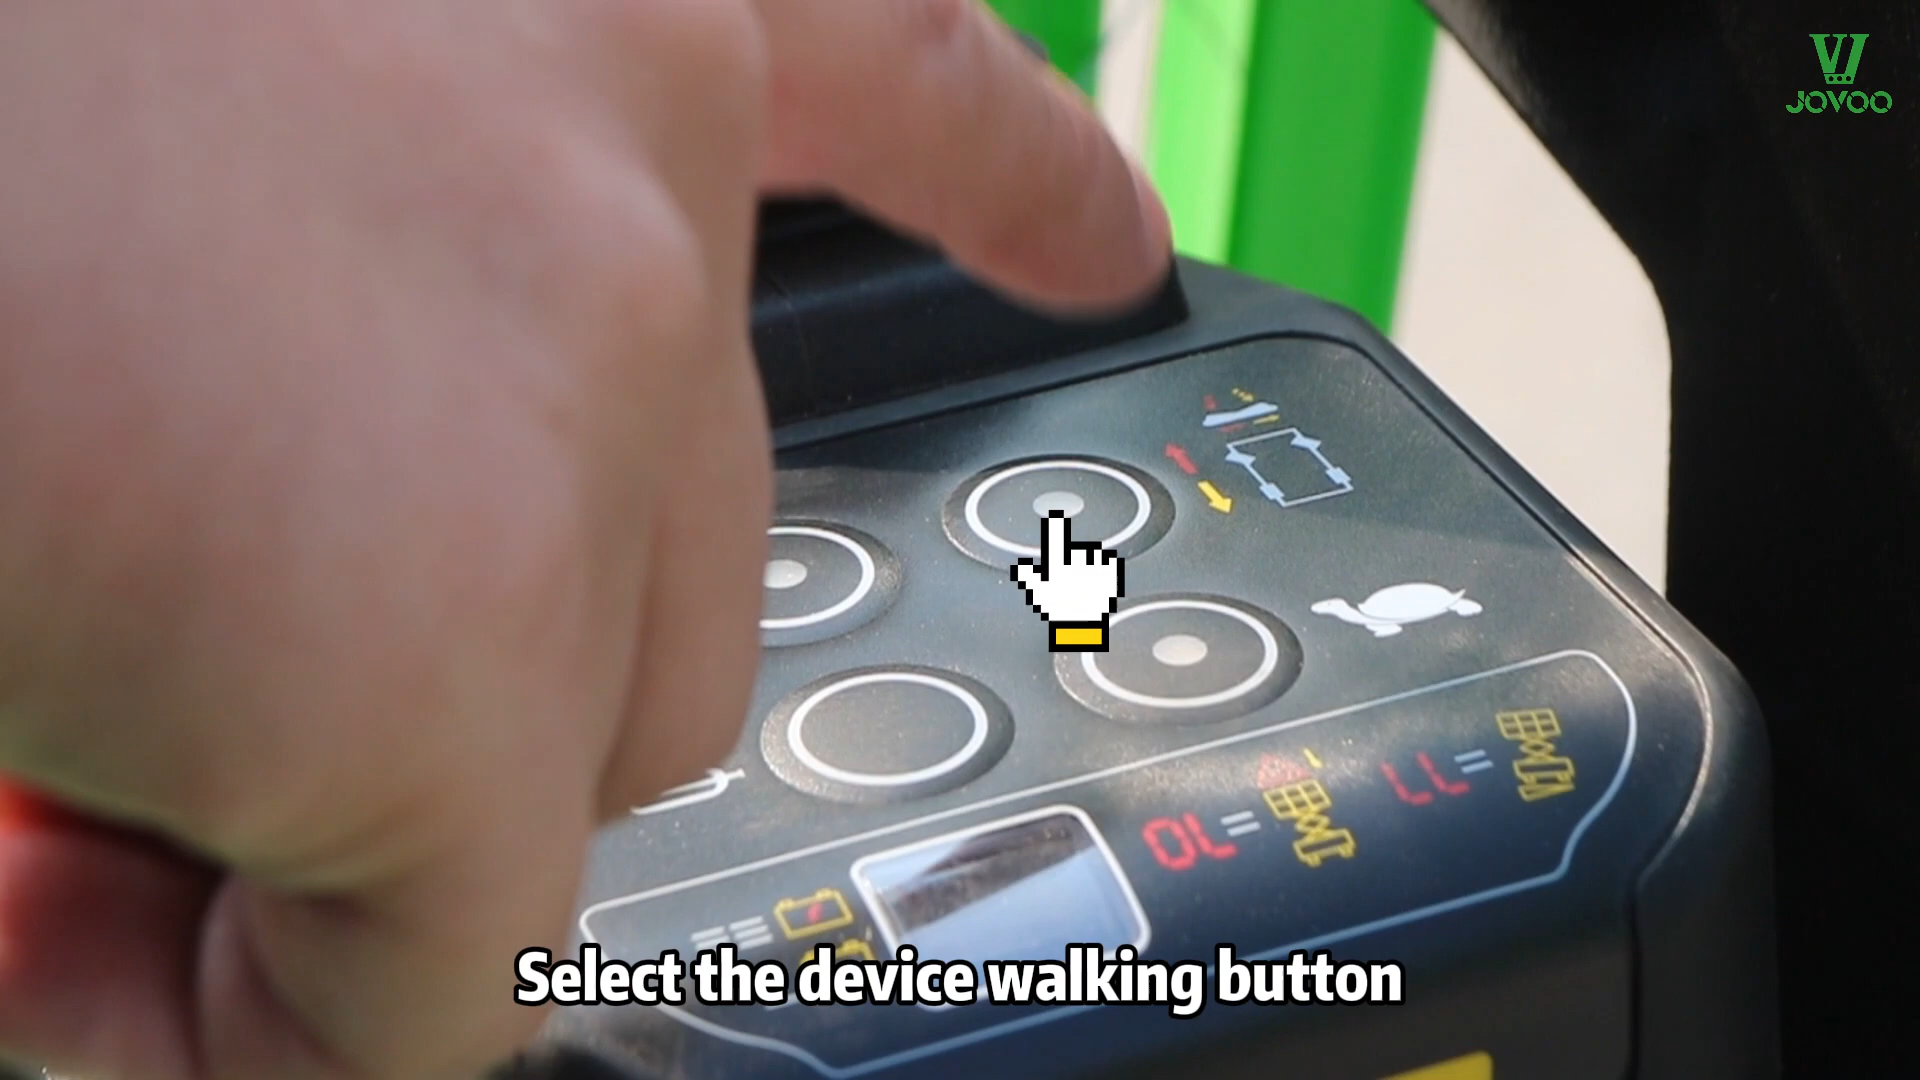 JOVOO
OL =
LL =
Select the device walking button